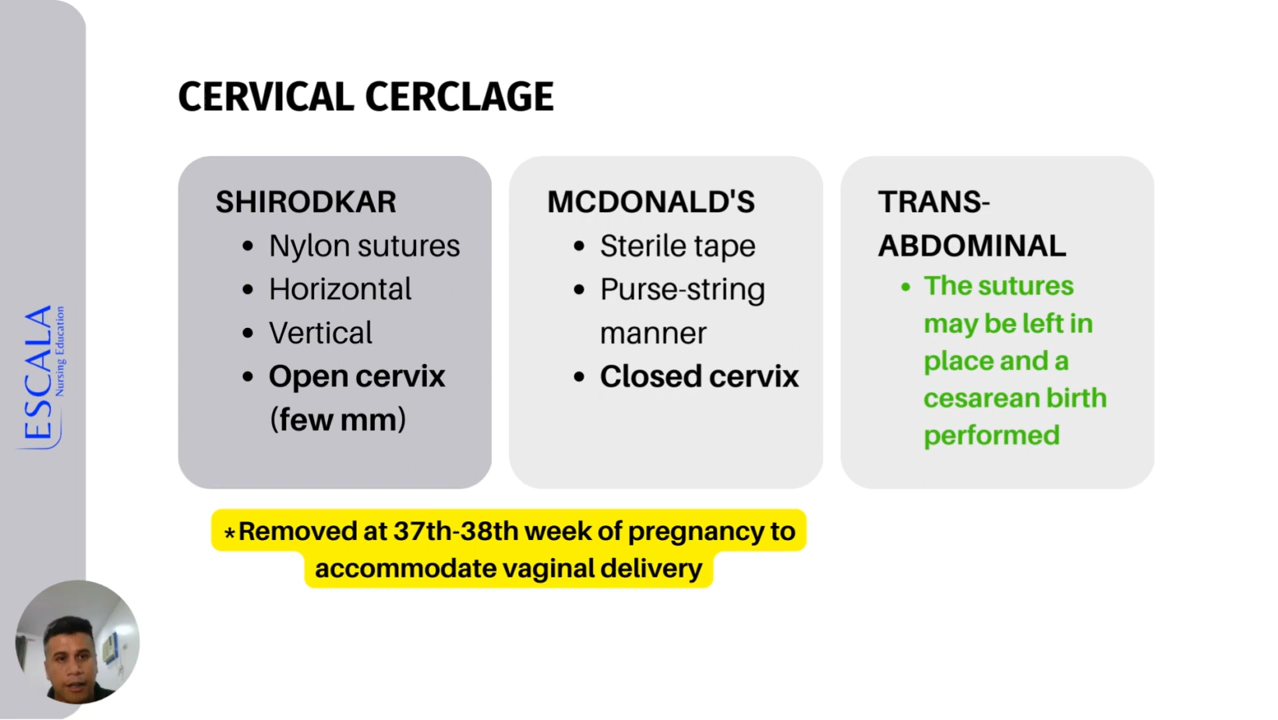 CERVICAL CERCLAGE
SHIRODKAR
• Nylon sutures
• Horizontal
• Vertical
• Open cervix
(few mm)
MCDONALD'S
• Sterile tape
• Purse-string
manner
• Closed cervix
TRANS-
ABDOMINAL
• The sutures
may be left in
place and a
cesarean birth
performed
*Removed at 37th-38th week of pregnancy to
accommodate vaginal delivery
ESCALA
Nursing Education